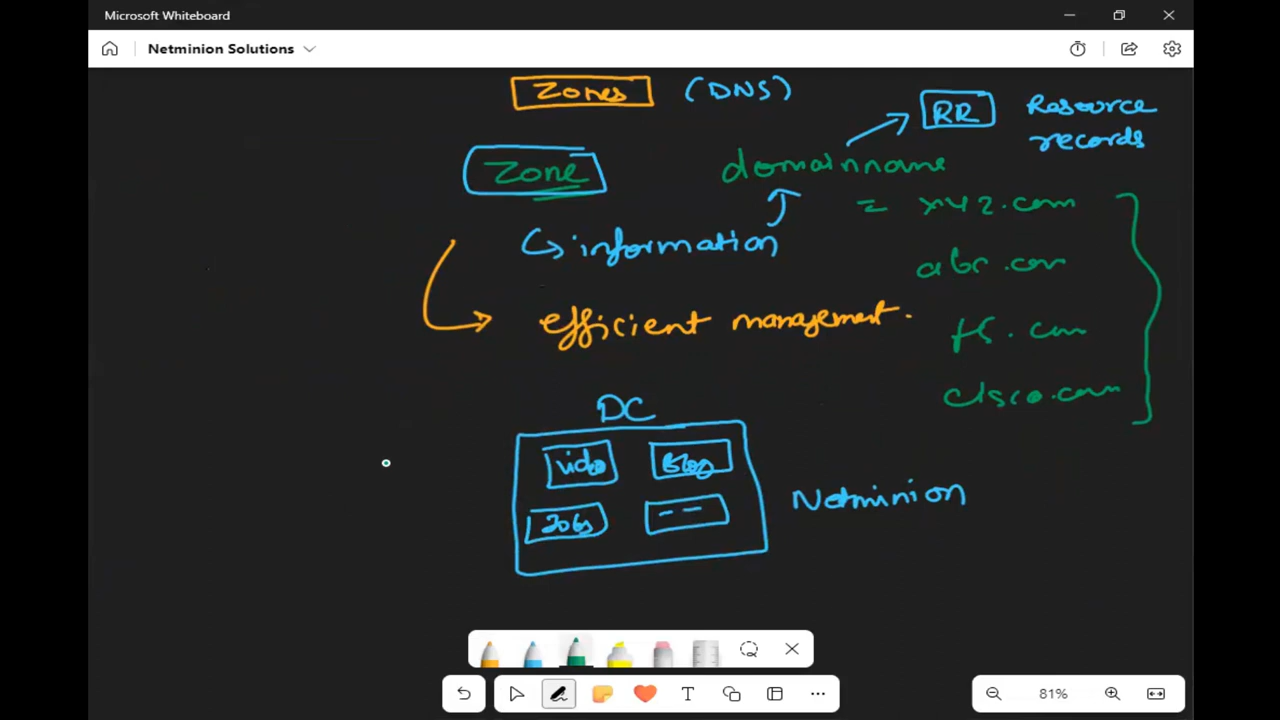 Microsoft Whiteboard
Netminion Solutions
Zones (DNS)
RR Resource records
Zone domainname
= xyz.com
information
abc.com
efficient management.
fs.com
cisco.com
DC
video Blog
Jobs --
Netminion
81%